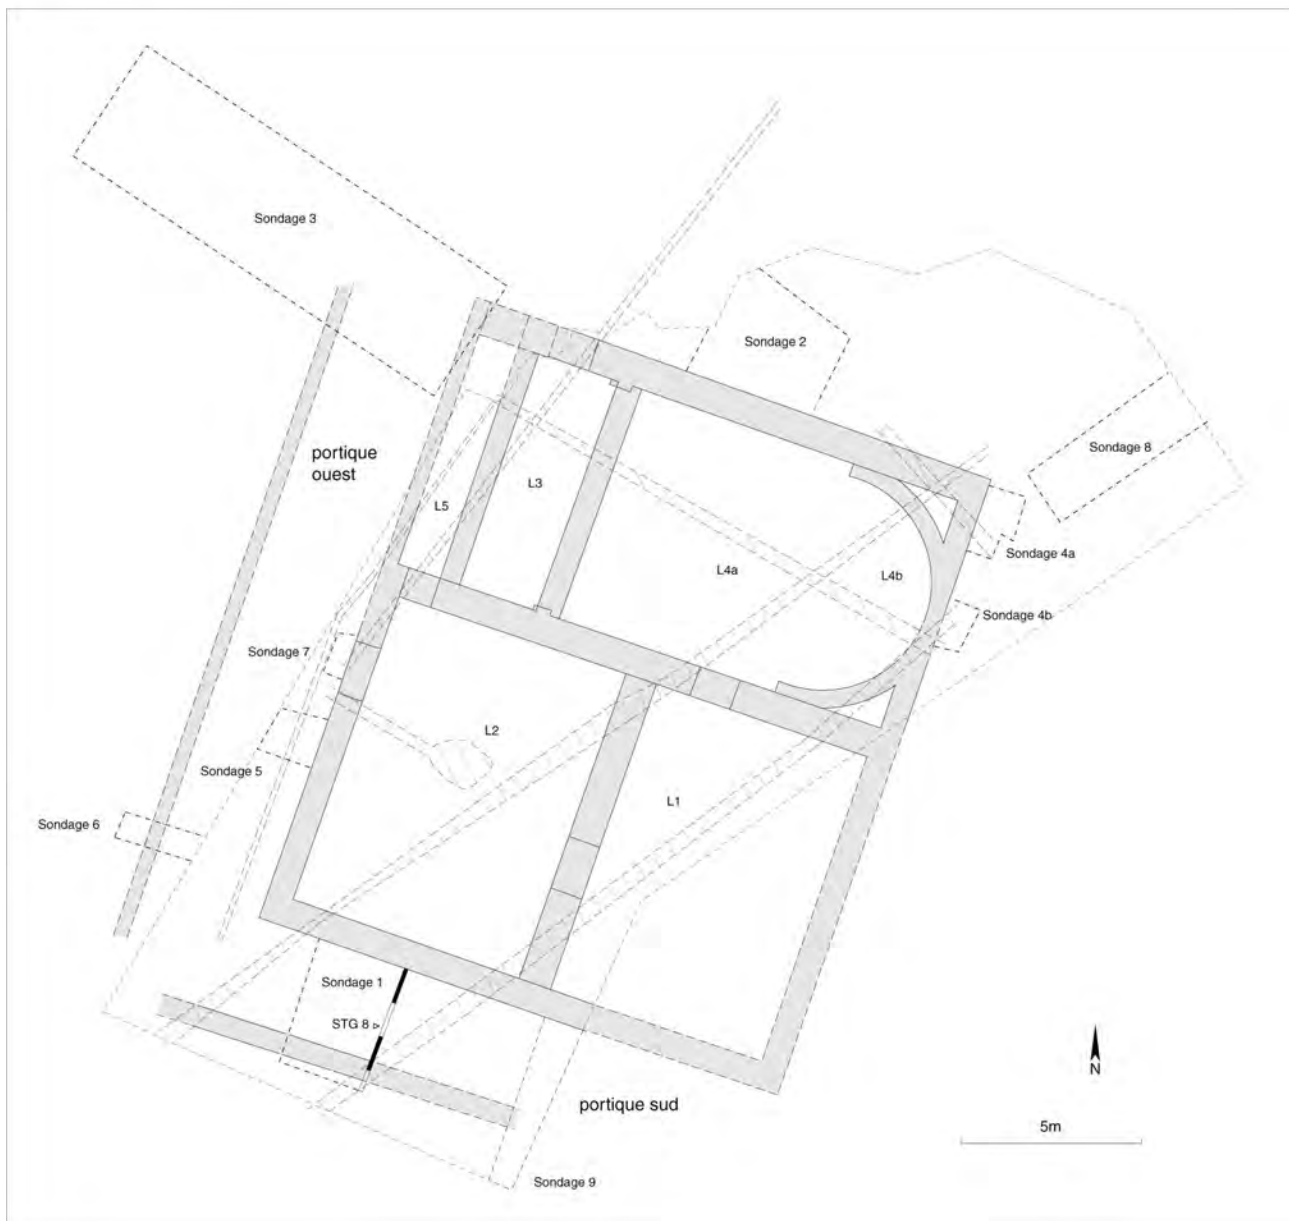 Sondage 3
Sondage 2
portique
ouest
Sondage 8
L3
L5
Sondage 4a
L4a
L4b
Sondage 4b
Sondage 7
L2
Sondage 5
L1
Sondage 6
Sondage 1
STG 8
N
portique sud
5m
Sondage 9